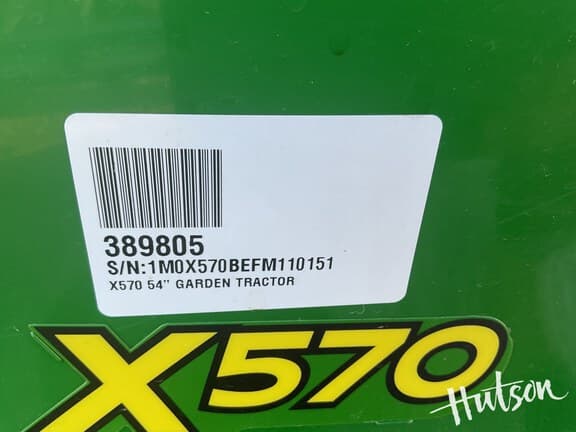 389805
S/N:1M0X570BEFM110151
X570 54" GARDEN TRACTOR
X570
Hutson